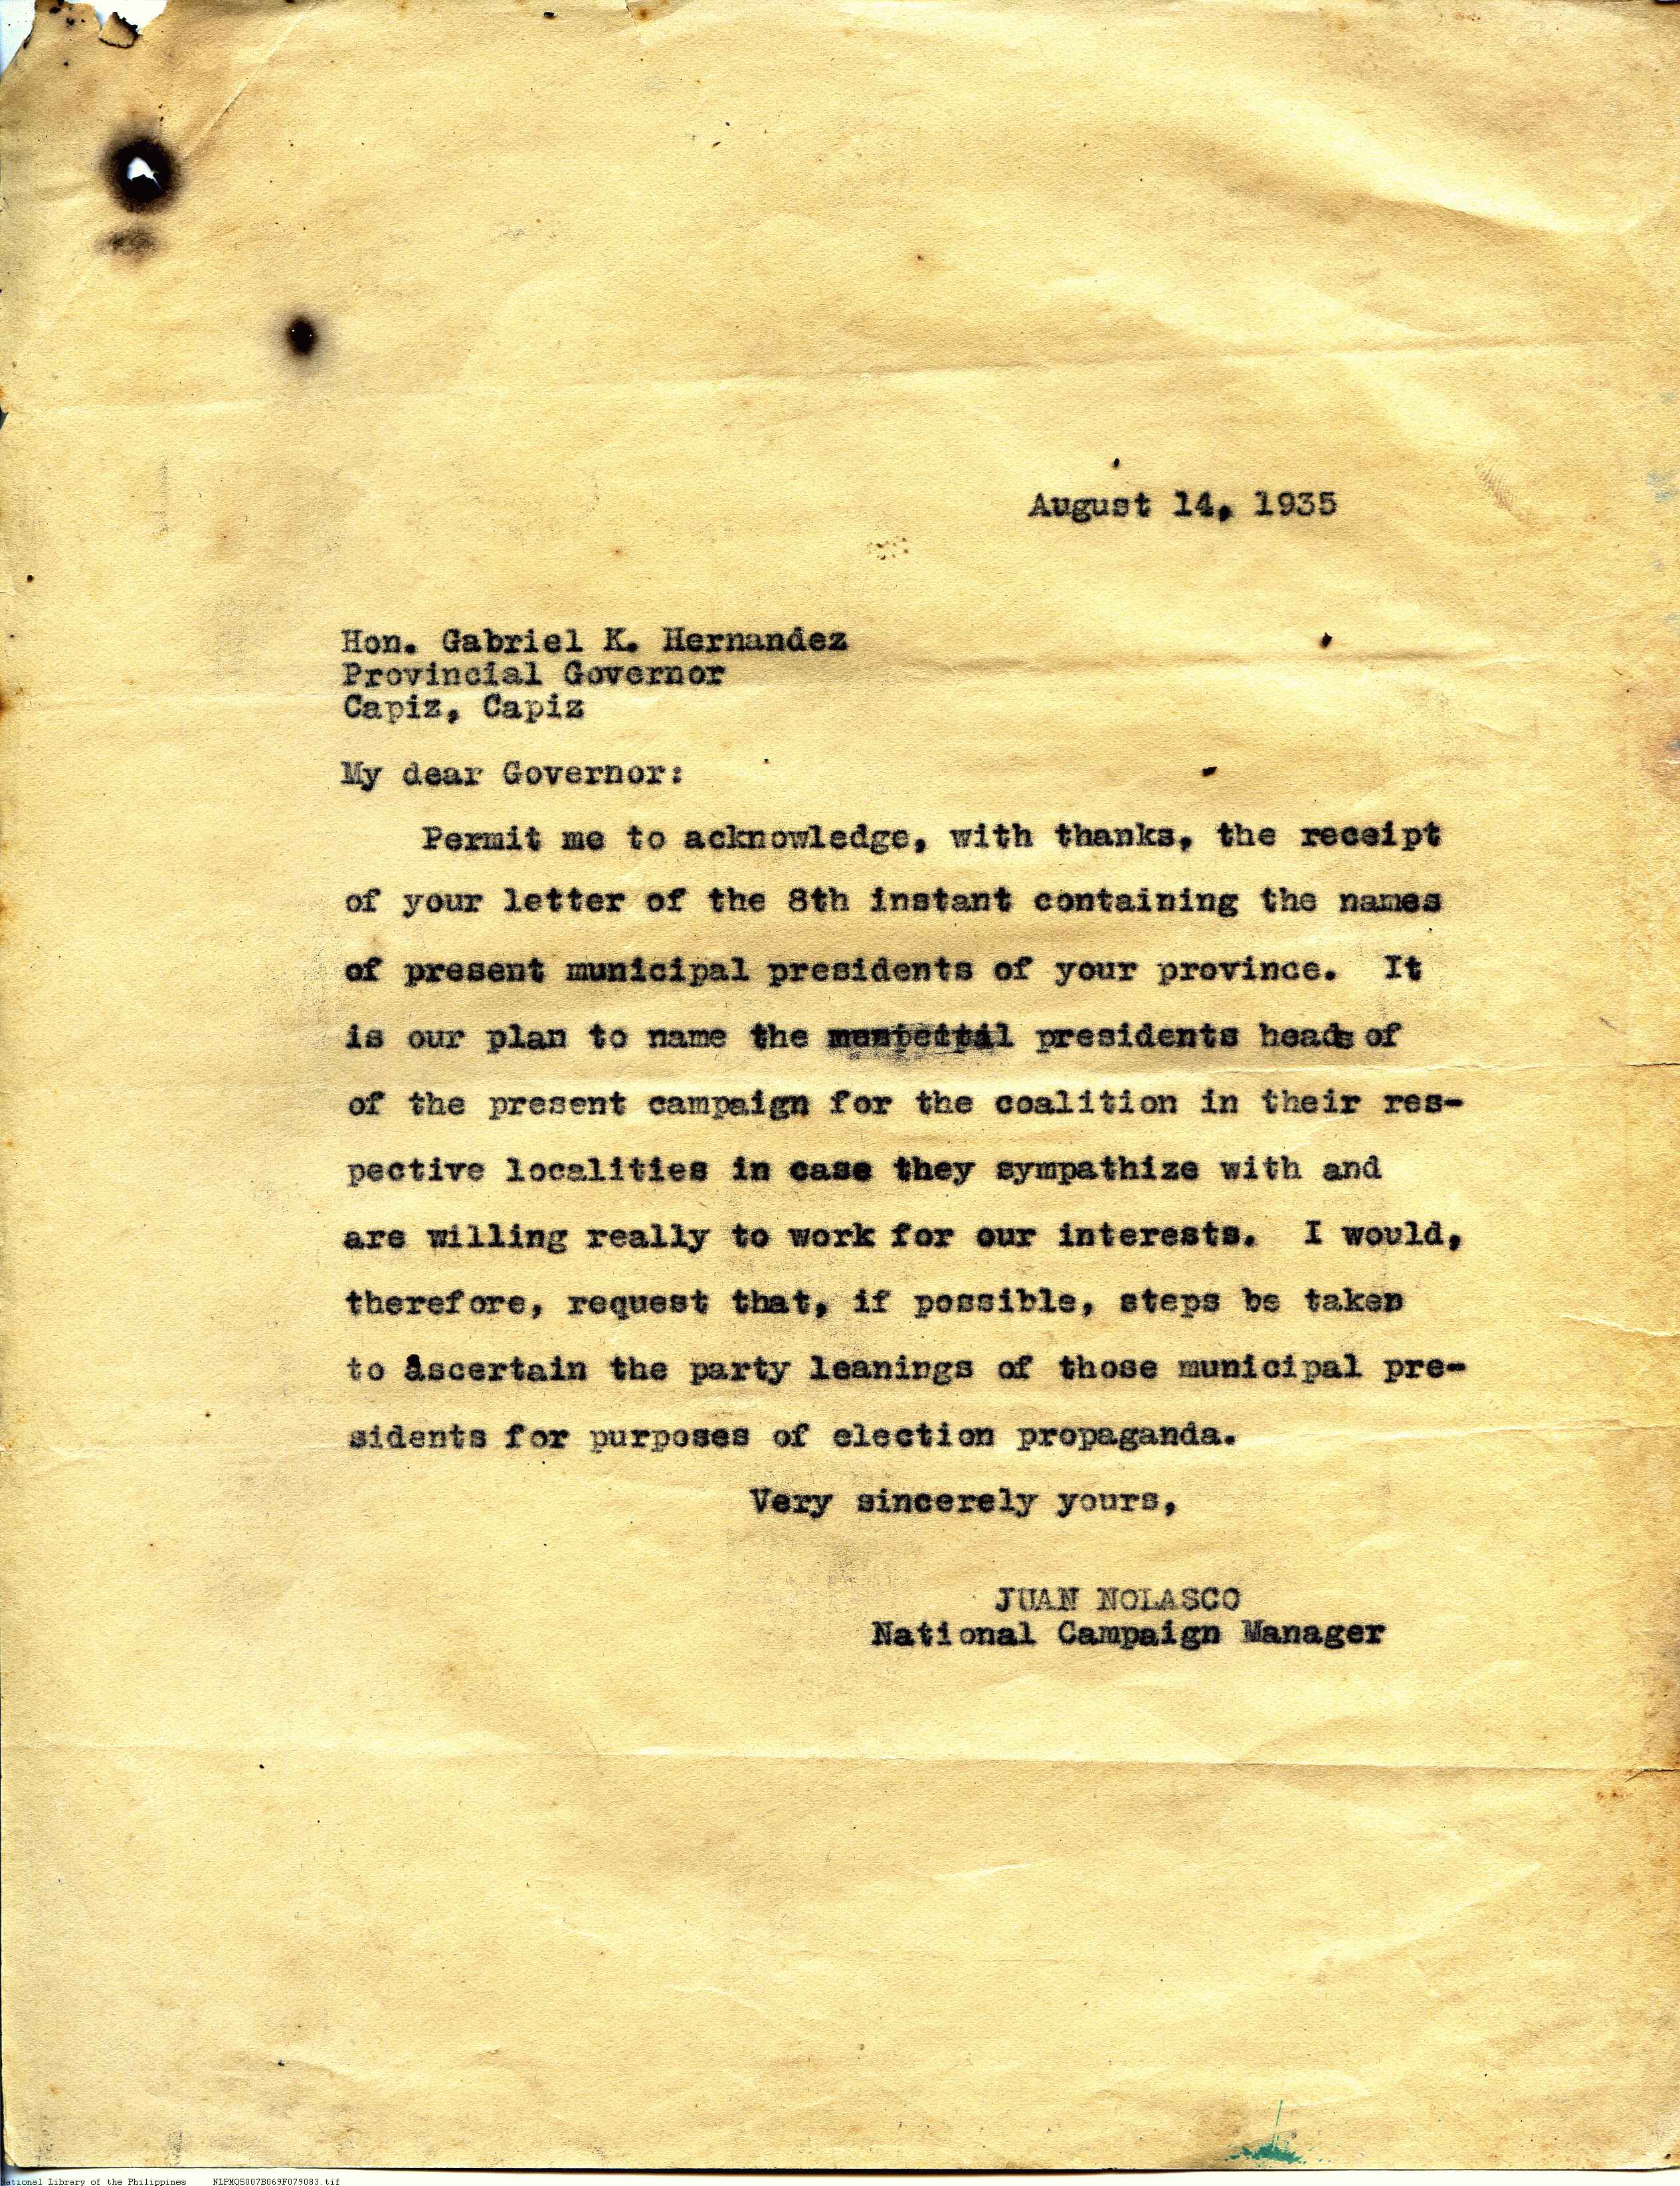 August 14, 1935
Hon. Gabriel K. Hernandez
Provincial Governor
Capiz, Capiz
My dear Governor:
Permit me to acknowledge, with thanks, the receipt
of your letter of the 8th instant containing the names
of present municipal presidents of your province. It
is our plan to name the presidents heads of
of the present campaign for the coalition in their res-
pective localities in case they sympathize with and
are willing really to work for our interests. I would,
therefore, request that, if possible, steps be taken
to ascertain the party leanings of those municipal pre-
sidents for purposes of election propaganda.
Very sincerely yours,
JUAN NOLASCO
National Campaign Manager
National Library of the Philippines NLPMQS007B069F079083.tif